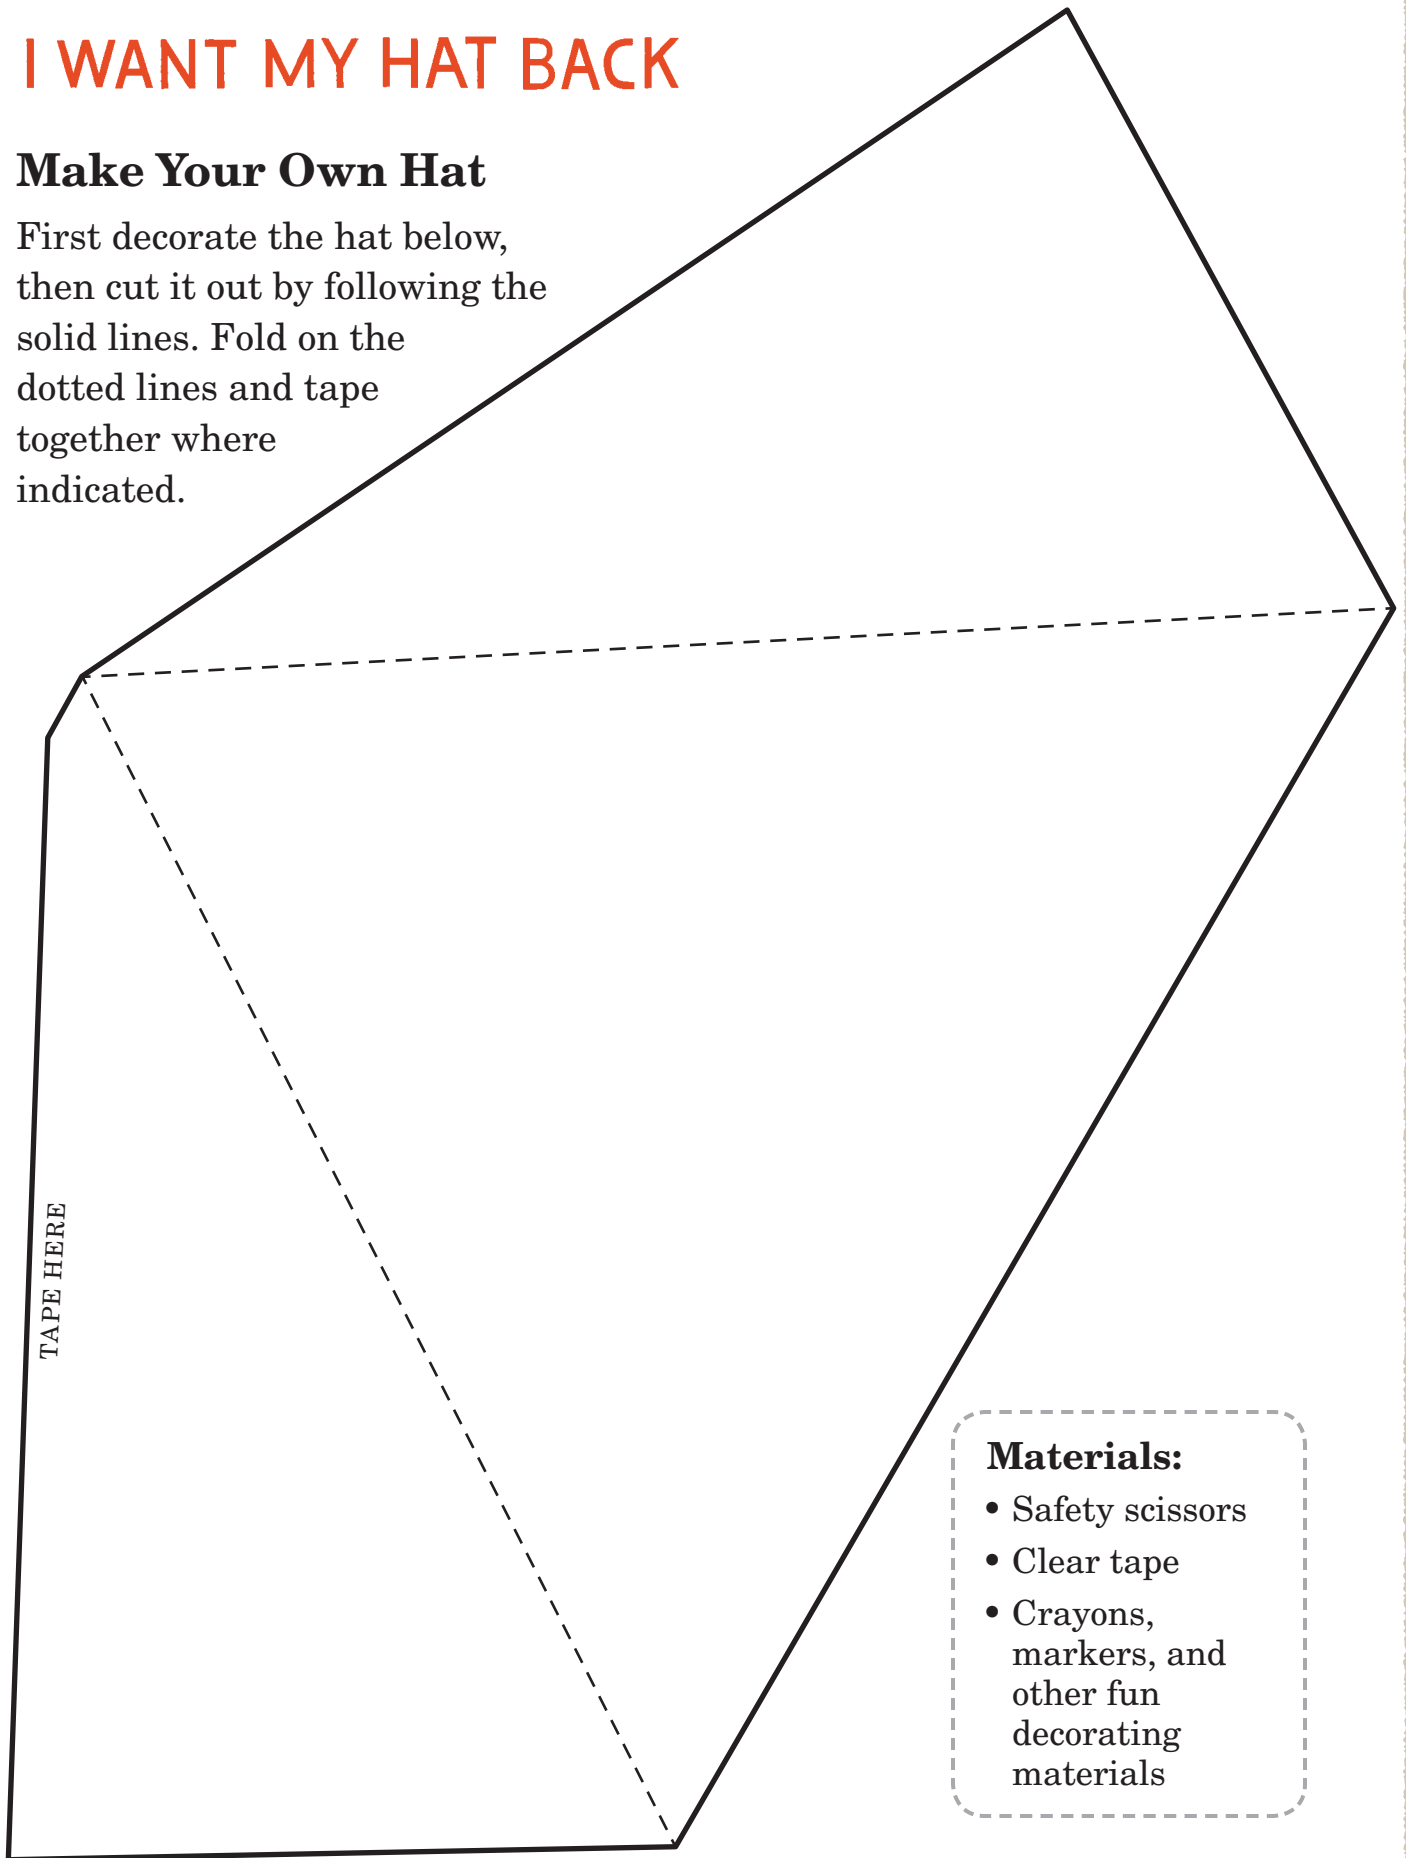 I WANT MY HAT BACK
Make Your Own Hat
First decorate the hat below,
then cut it out by following the
solid lines. Fold on the
dotted lines and tape
together where
indicated.
TAPE HERE
Materials:
• Safety scissors
• Clear tape
• Crayons,
markers, and
other fun
decorating
materials